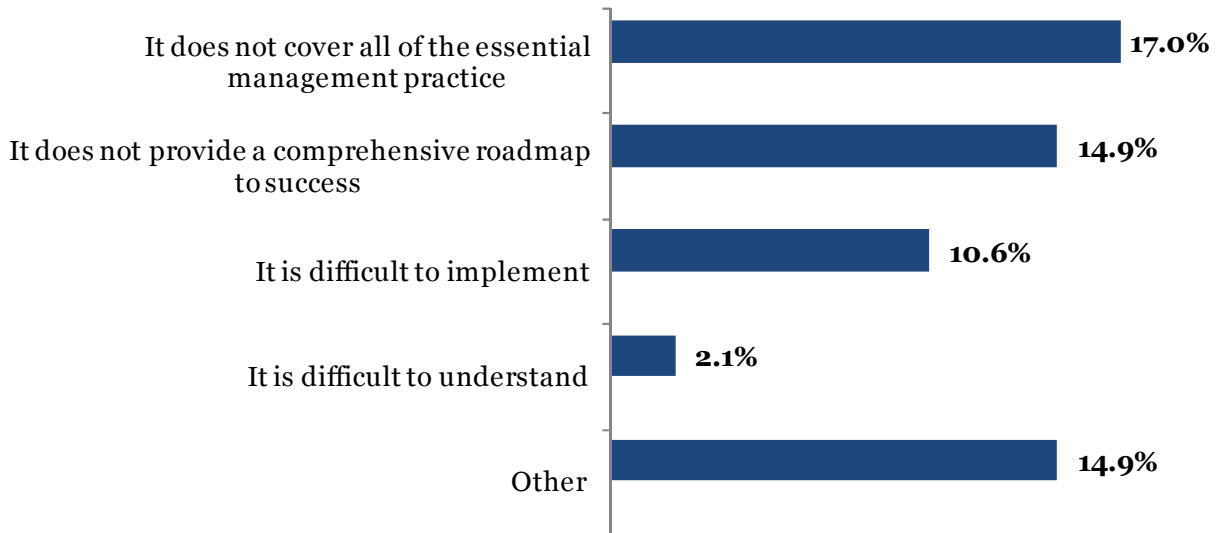 It does not cover all of the essential
management practice
17.0%
It does not provide a comprehensive roadmap
to success
14.9%
It is difficult to implement
10.6%
It is difficult to understand
2.1%
Other
14.9%